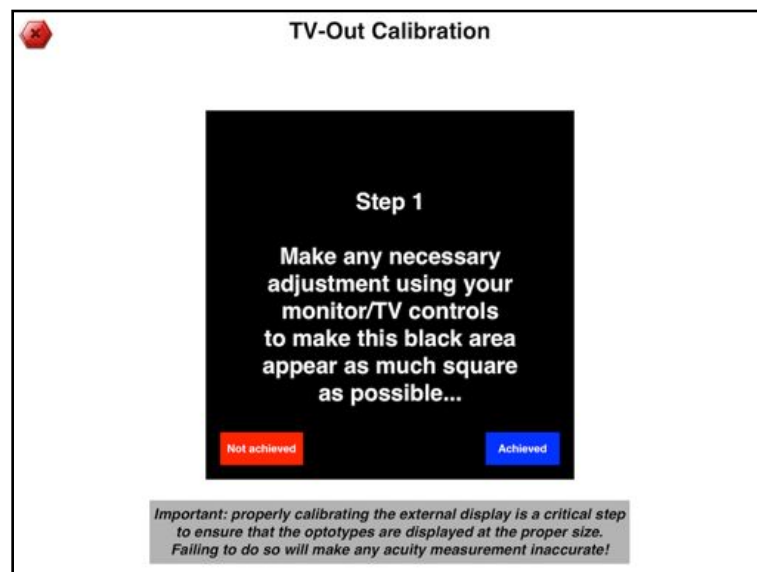 TV-Out Calibration
Step 1
Make any necessary
adjustment using your
monitor/TV controls
to make this black area
appear as much square
as possible...
Not achieved
Achieved
Important: properly calibrating the external display is a critical step
to ensure that the optotypes are displayed at the proper size.
Failing to do so will make any acuity measurement inaccurate!